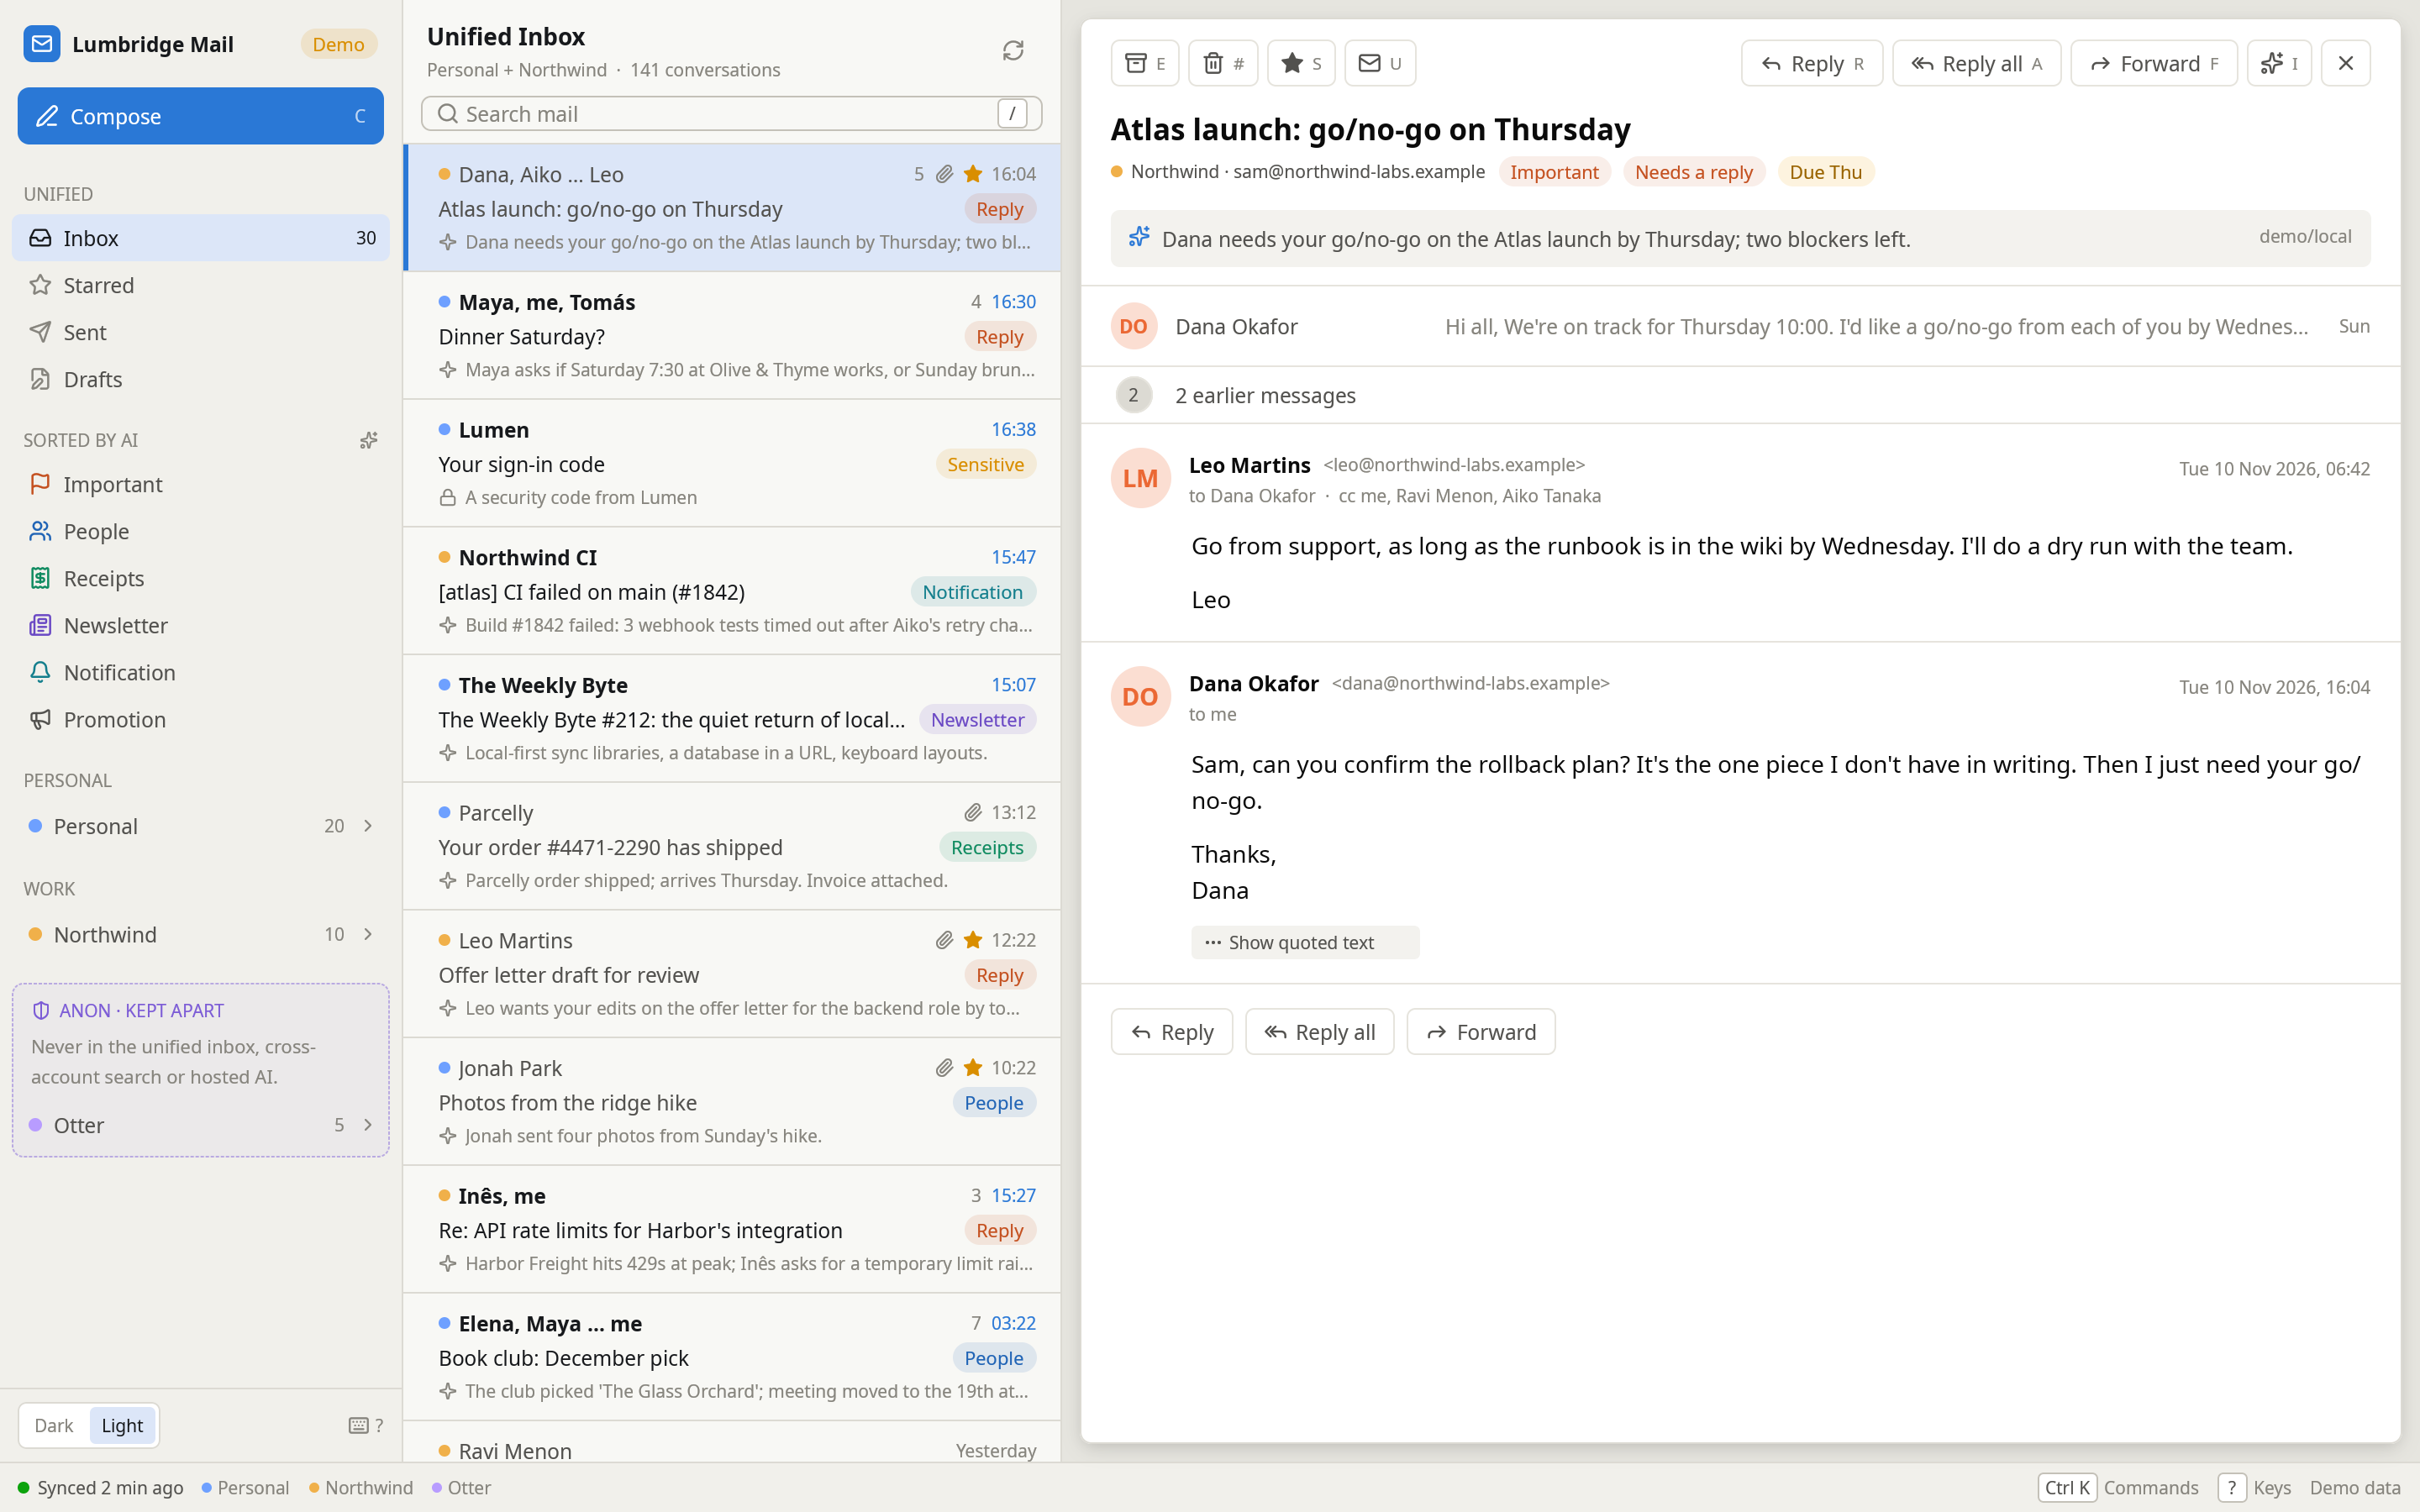 Lumbridge Mail
Demo
Compose C
UNIFIED
Inbox 30
Starred
Sent
Drafts
SORTED BY AI
Important
People
Receipts
Newsletter
Notification
Promotion
PERSONAL
Personal 20
WORK
Northwind 10
ANON · KEPT APART
Never in the unified inbox, cross-
account search or hosted AI.
Otter 5
Dark Light ?
Unified Inbox
Personal + Northwind · 141 conversations
Search mail /
Dana, Aiko ... Leo 5 16:04
Atlas launch: go/no-go on Thursday Reply
Dana needs your go/no-go on the Atlas launch by Thursday; two bl...
Maya, me, Tomás 4 16:30
Dinner Saturday? Reply
Maya asks if Saturday 7:30 at Olive & Thyme works, or Sunday brun...
Lumen 16:38
Your sign-in code Sensitive
A security code from Lumen
Northwind CI 15:47
[atlas] CI failed on main (#1842) Notification
Build #1842 failed: 3 webhook tests timed out after Aiko's retry cha...
The Weekly Byte 15:07
The Weekly Byte #212: the quiet return of local... Newsletter
Local-first sync libraries, a database in a URL, keyboard layouts.
Parcelly 13:12
Your order #4471-2290 has shipped Receipts
Parcelly order shipped; arrives Thursday. Invoice attached.
Leo Martins 12:22
Offer letter draft for review Reply
Leo wants your edits on the offer letter for the backend role by to...
Jonah Park 10:22
Photos from the ridge hike People
Jonah sent four photos from Sunday's hike.
Inês, me 3 15:27
Re: API rate limits for Harbor's integration Reply
Harbor Freight hits 429s at peak; Inês asks for a temporary limit rai...
Elena, Maya ... me 7 03:22
Book club: December pick People
The club picked 'The Glass Orchard'; meeting moved to the 19th at...
Ravi Menon Yesterday
E # S U Reply R Reply all A Forward F I
Atlas launch: go/no-go on Thursday
Northwind · sam@northwind-labs.example Important Needs a reply Due Thu
Dana needs your go/no-go on the Atlas launch by Thursday; two blockers left. demo/local
DO Dana Okafor Hi all, We're on track for Thursday 10:00. I'd like a go/no-go from each of you by Wednes... Sun
2 2 earlier messages
LM Leo Martins <leo@northwind-labs.example> Tue 10 Nov 2026, 06:42
to Dana Okafor · cc me, Ravi Menon, Aiko Tanaka
Go from support, as long as the runbook is in the wiki by Wednesday. I'll do a dry run with the team.
Leo
DO Dana Okafor <dana@northwind-labs.example> Tue 10 Nov 2026, 16:04
to me
Sam, can you confirm the rollback plan? It's the one piece I don't have in writing. Then I just need your go/
no-go.
Thanks,
Dana
Show quoted text
Reply Reply all Forward
Synced 2 min ago Personal Northwind Otter
Ctrl K Commands ? Keys Demo data